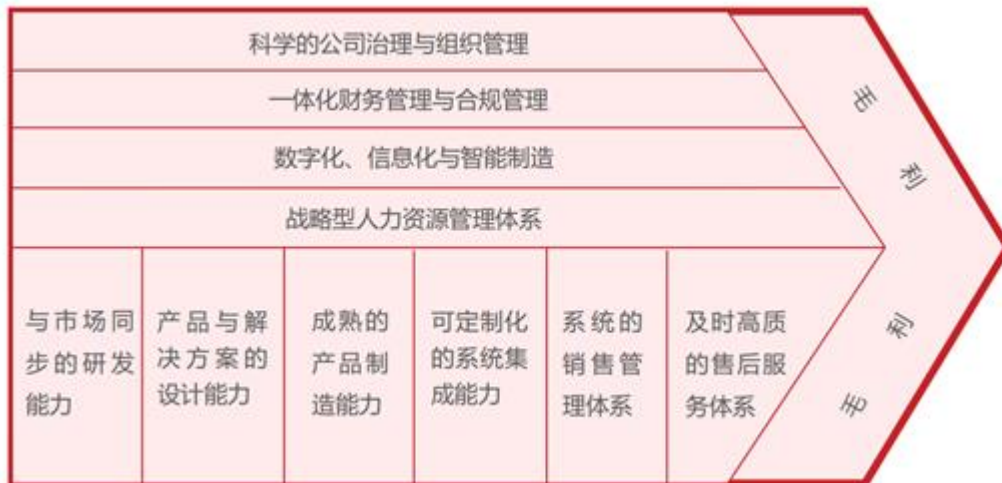 科学的公司治理与组织管理
一体化财务管理与合规管理
数字化、信息化与智能制造
战略型人力资源管理体系
与市场同
步的研发
能力
产品与解
决方案的
设计能力
成熟的
产品制
造能力
可定制化
的系统集
成能力
系统的
销售管
理体系
及时高质
的售后服
务体系
毛利
毛利